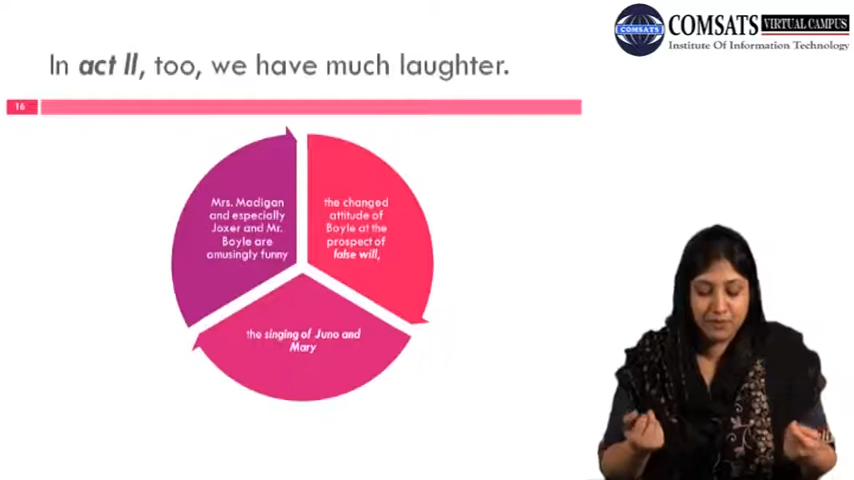 COMSATS VIRTUAL CAMPUS
Institute Of Information Technology
COMSATS
In act II, too, we have much laughter.
16
Mrs. Madigan
and especially
Joxer and Mr.
Boyle are
amusingly funny
the changed
attitude of
Boyle at the
prospect of
false will,
the singing of Juno and
Mary